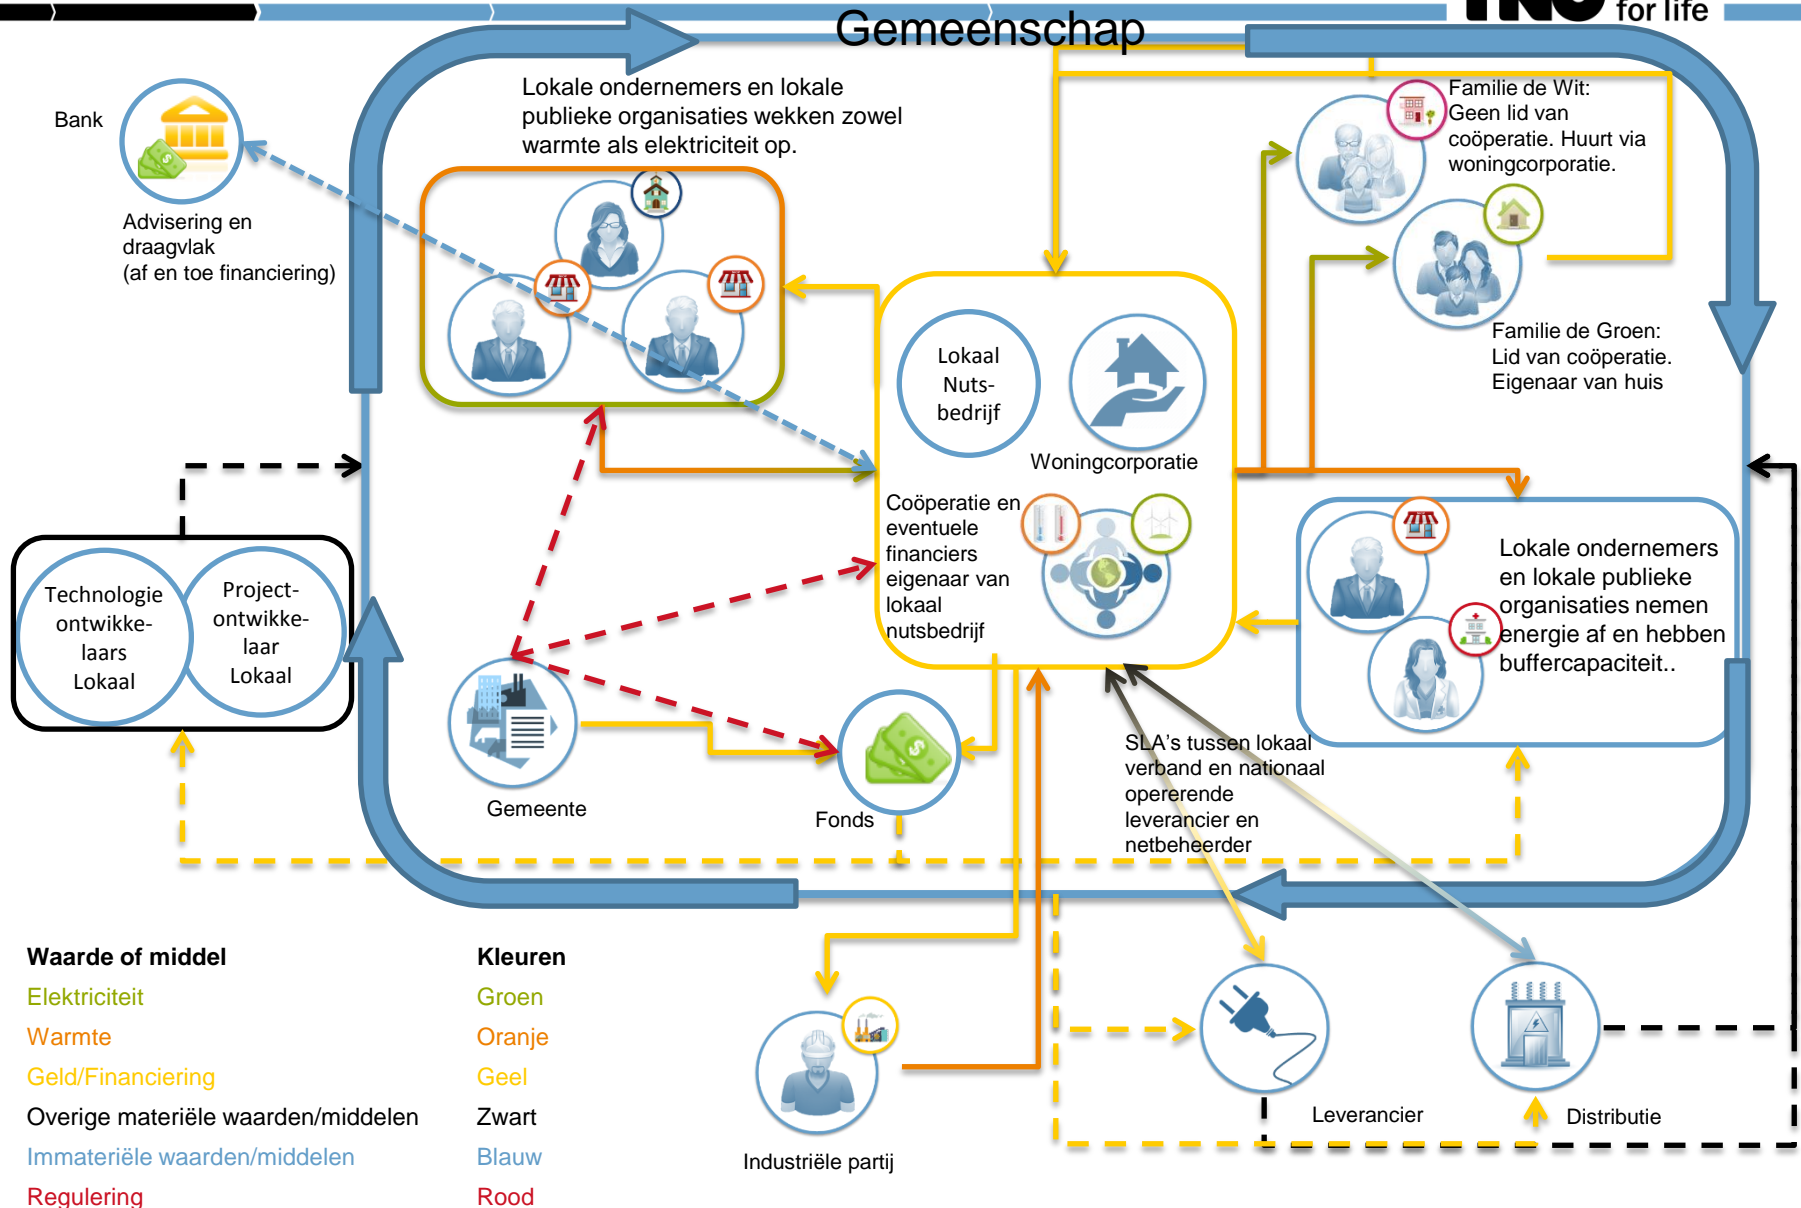 TNO
for life
Gemeenschap
Bank
Advisering en
draagvlak
(af en toe financiering)
Lokale ondernemers en lokale
publieke organisaties wekken zowel
warmte als elektriciteit op.
Familie de Wit:
Geen lid van
coöperatie. Huurt via
woningcorporatie.
Familie de Groen:
Lid van coöperatie.
Eigenaar van huis
Lokaal
Nuts-
bedrijf
Woningcorporatie
Coöperatie en
eventuele
financiers
eigenaar van
lokaal
nutsbedrijf
Technologie
ontwikke-
laars
Lokaal
Project-
ontwikke-
laar
Lokaal
Lokale ondernemers
en lokale publieke
organisaties nemen
energie af en hebben
buffercapaciteit..
Gemeente
Fonds
SLA's tussen lokaal
verband en nationaal
opererende
leverancier en
netbeheerder
Industriële partij
Leverancier
Distributie
Waarde of middel
Kleuren
Elektriciteit
Groen
Warmte
Oranje
Geld/Financiering
Geel
Overige materiële waarden/middelen
Zwart
Immateriële waarden/middelen
Blauw
Regulering
Rood